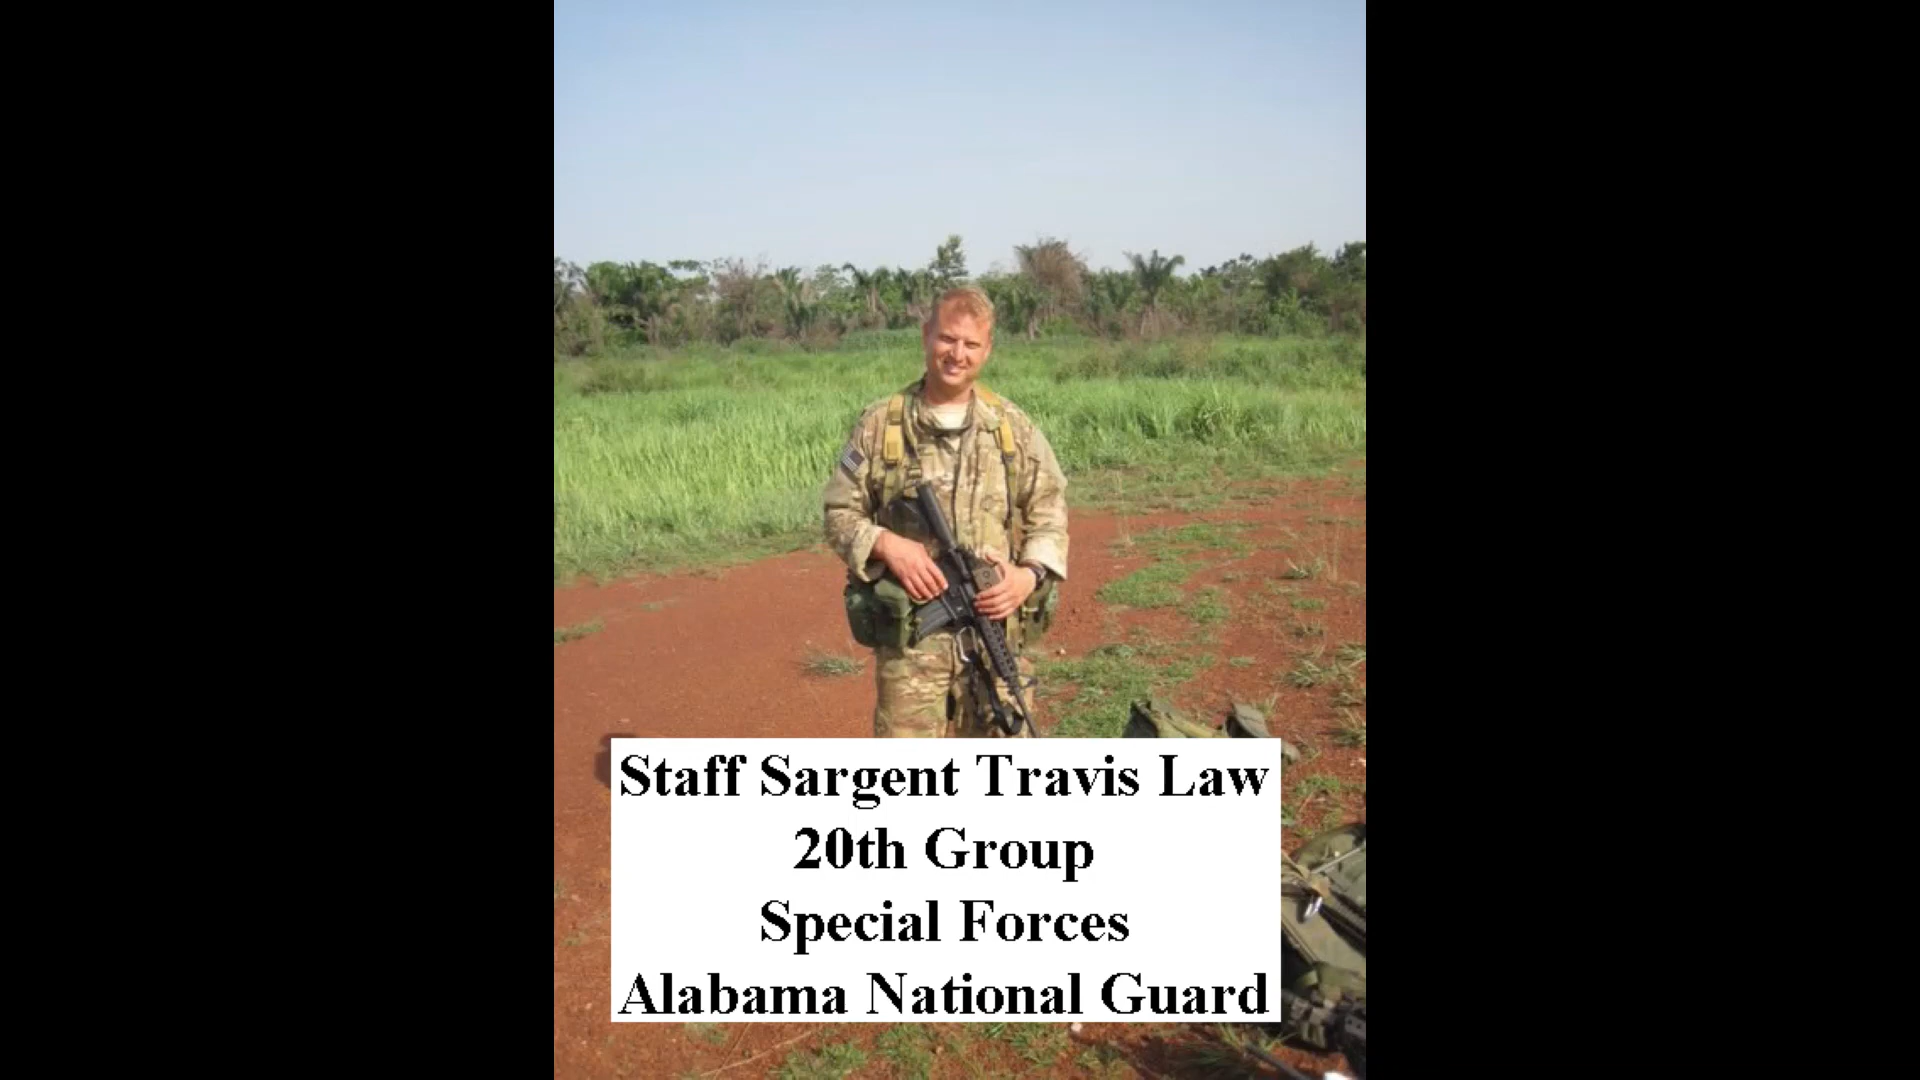 Staff Sargent Travis Law
20th Group
Special Forces
Alabama National Guard